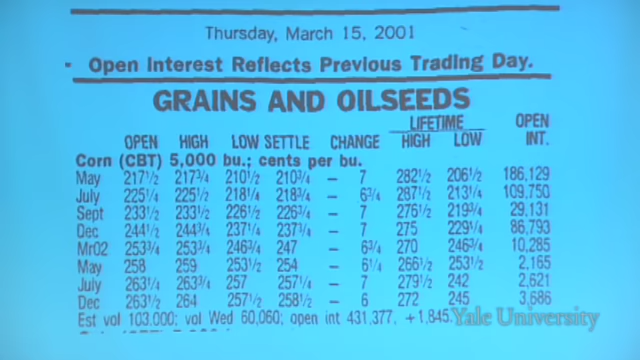 Thursday, March 15, 2001
Open Interest Reflects Previous Trading Day.
GRAINS AND OILSEEDS
LIFETIME OPEN
OPEN HIGH LOW SETTLE CHANGE HIGH LOW INT.
Corn (CBT) 5,000 bu.; cents per bu.
May 217½ 217¾ 210½ 210¾ – 7 282½ 206½ 186,129
July 225¼ 225½ 218¼ 218¾ – 6¾ 287½ 213¼ 109,750
Sept 233½ 233½ 226½ 226¾ – 7 276½ 219¾ 29,131
Dec 244½ 244¾ 237¼ 237¾ – 7 275 229¼ 86,793
Mr02 253¾ 253¾ 246¾ 247 – 6¾ 270 246¾ 10,285
May 258 259 253½ 254 – 6¼ 266½ 253½ 2,165
July 263¼ 263¾ 257 257¼ – 7 279½ 242 2,621
Dec 263½ 264 257½ 258½ – 6 272 245 3,686
Est vol 103,000; vol Wed 60,060; open int 431,377, +1,845.
Yale University